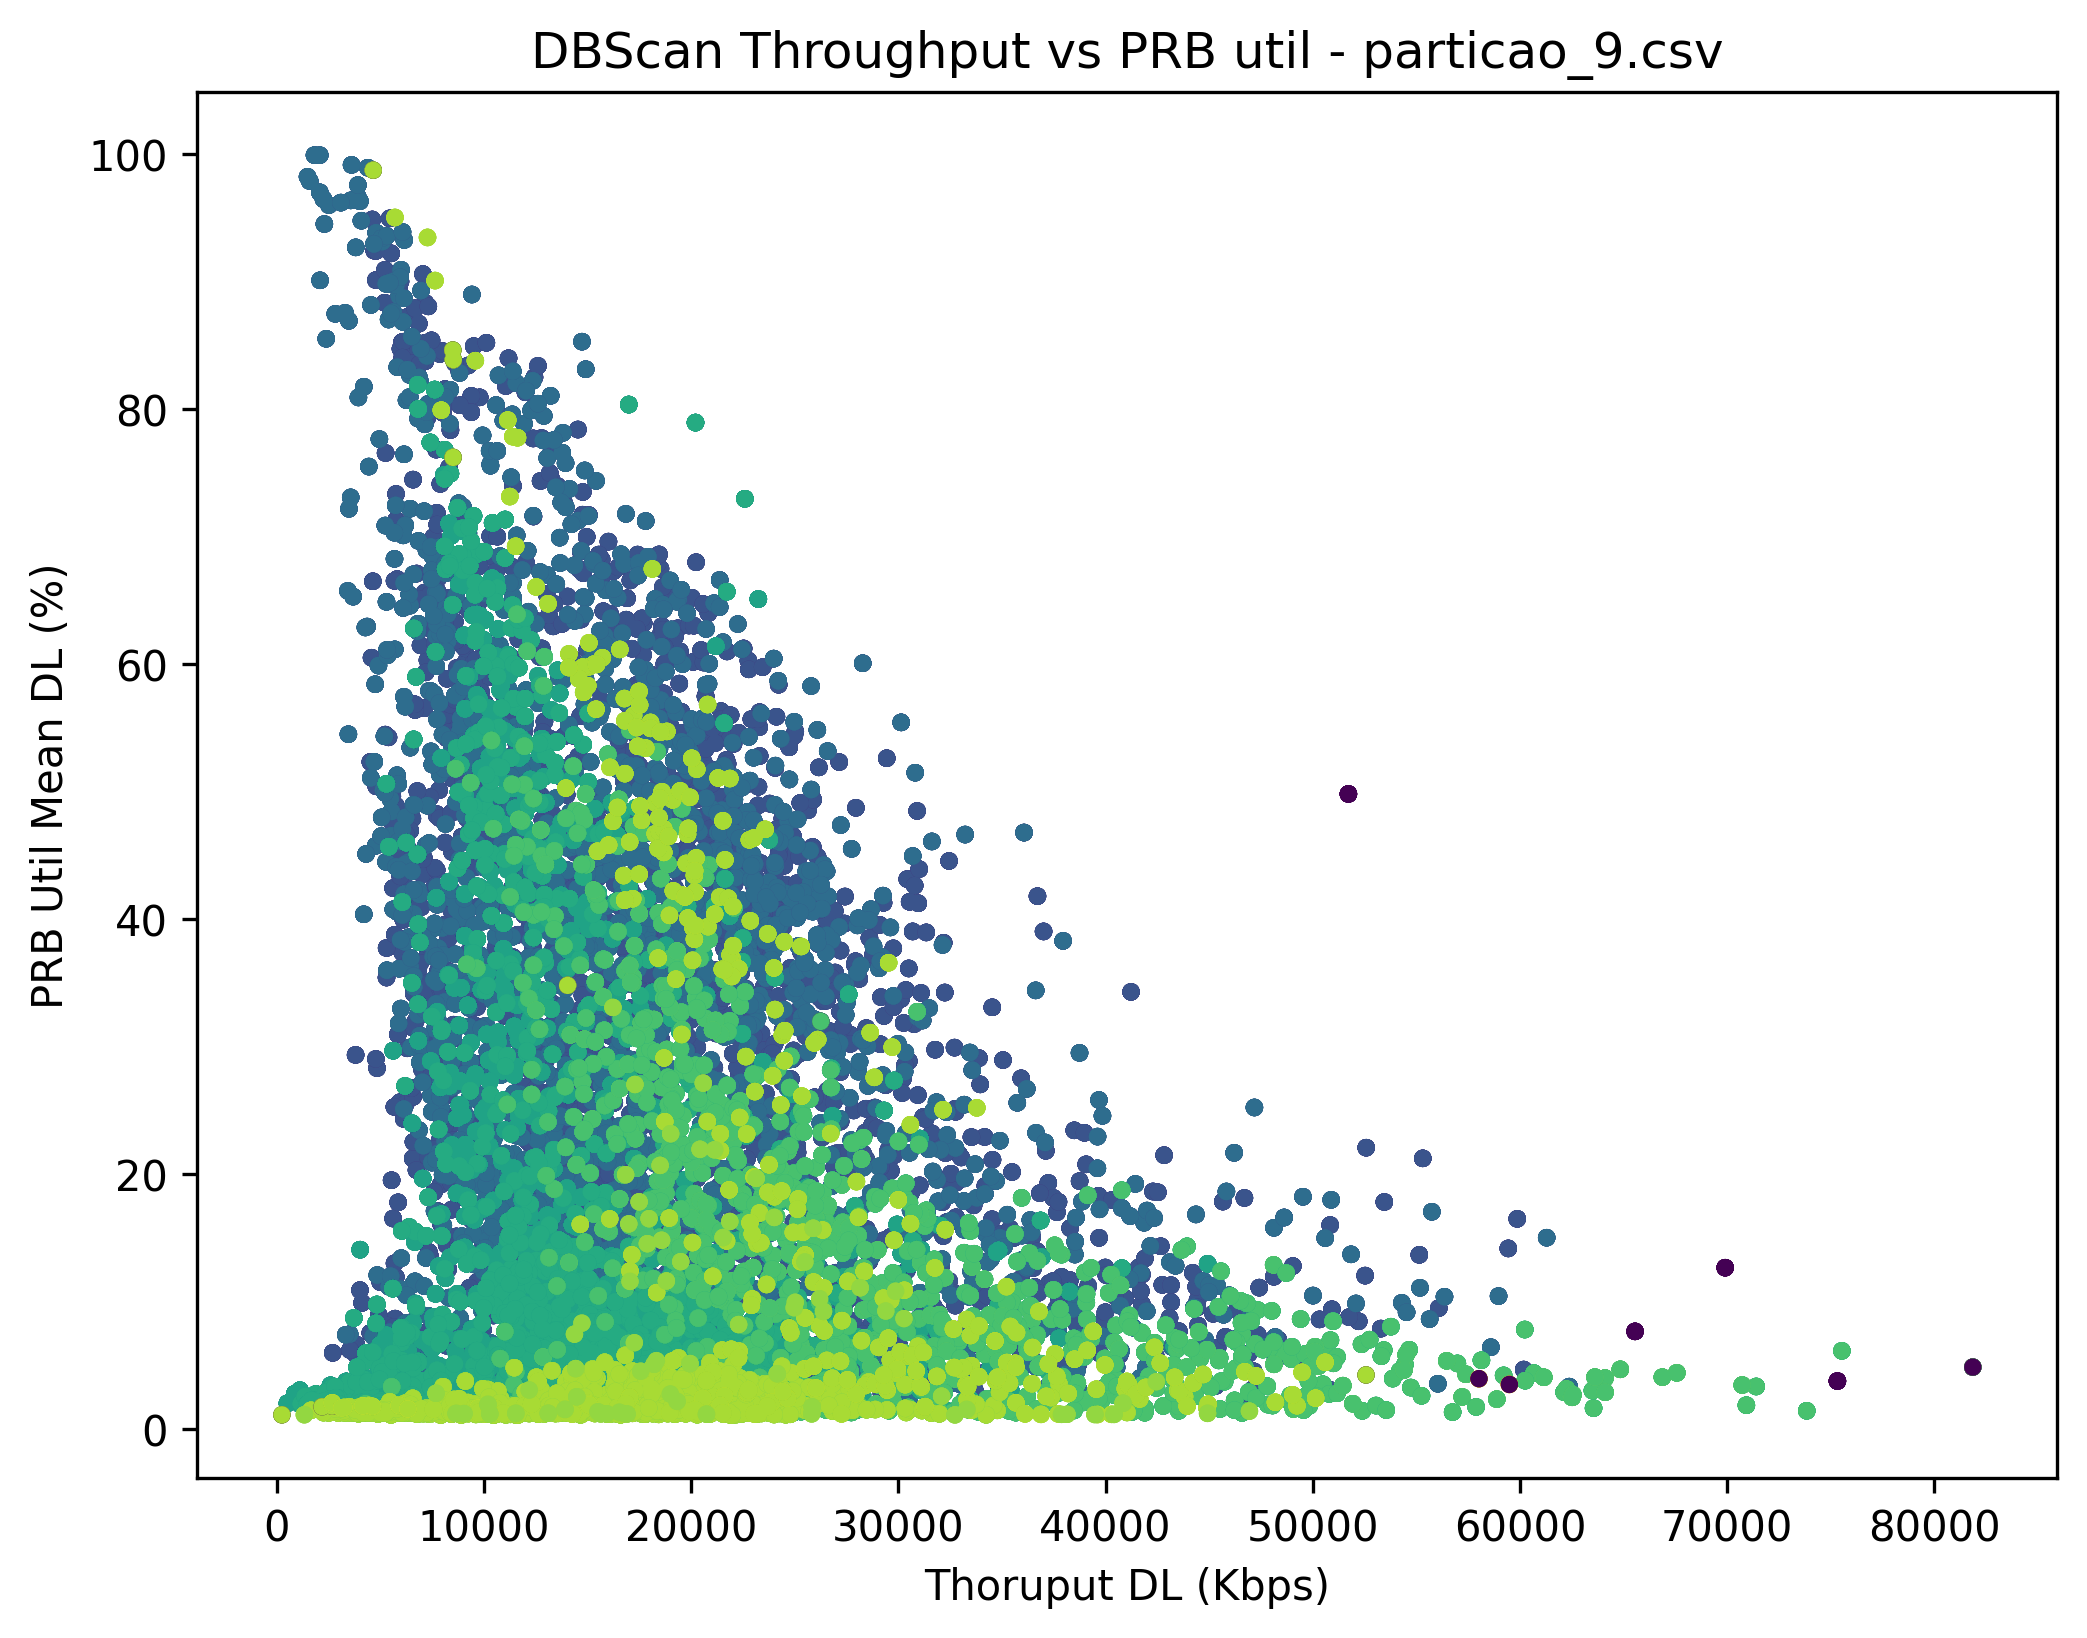 DBScan Throughput vs PRB util - particao_9.csv
PRB Util Mean DL (%)
100
80
60
40
20
0
0 10000 20000 30000 40000 50000 60000 70000 80000
Thoruput DL (Kbps)